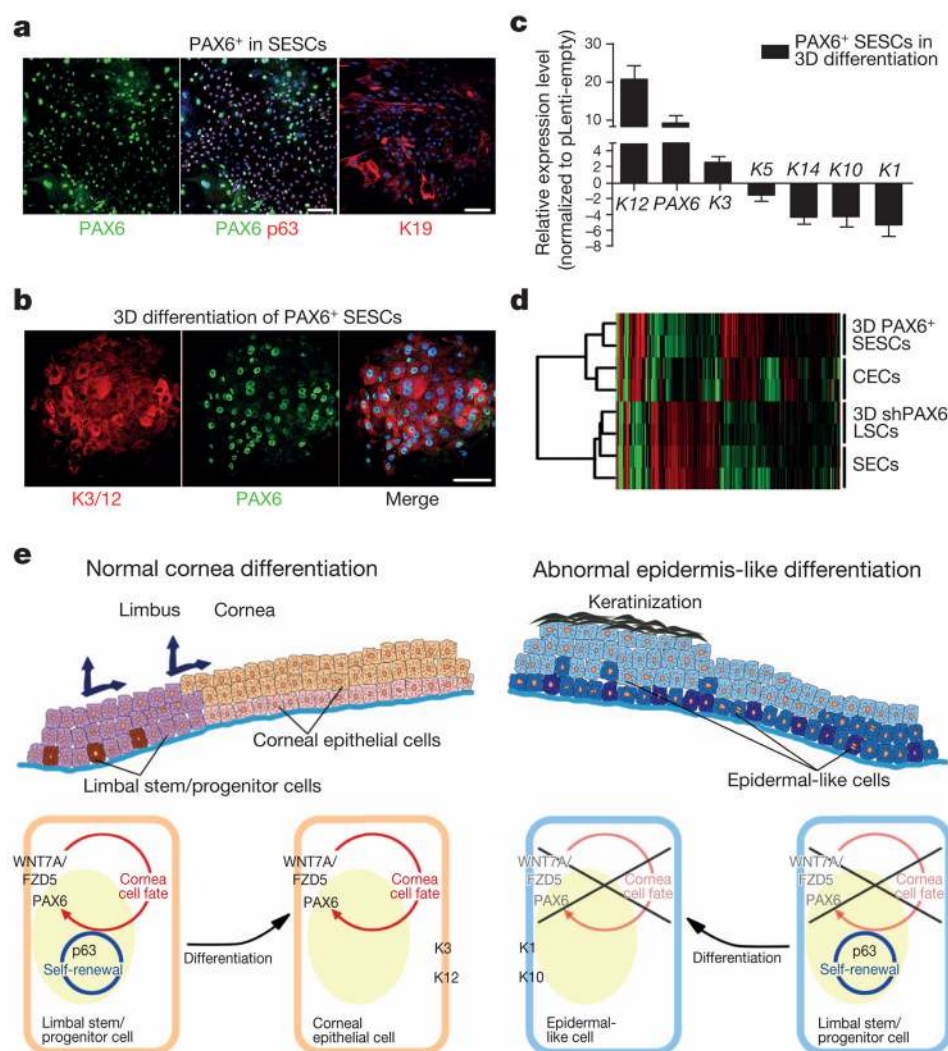 a
PAX6⁺ in SESCs
PAX6
PAX6 p63
K19
b
3D differentiation of PAX6⁺ SESCs
K3/12
PAX6
Merge
c
Relative expression level
(normalized to pLenti-empty)
30
20
10
4
2
0
−2
−4
−6
−8
PAX6⁺ SESCs in
3D differentiation
K12
PAX6
K3
K5
K14
K10
K1
d
3D PAX6⁺
SESCs
CECs
3D shPAX6
LSCs
SECs
e
Normal cornea differentiation
Limbus
Cornea
Corneal epithelial cells
Limbal stem/progenitor cells
Abnormal epidermis-like differentiation
Keratinization
Epidermal-like cells
WNT7A/
FZD5
PAX6
Cornea
cell fate
p63
Self-renewal
Limbal stem/
progenitor cell
Differentiation
WNT7A/
FZD5
PAX6
Cornea
cell fate
K3
K12
Corneal
epithelial cell
WNT7A/
FZD5
PAX6
Cornea
cell fate
K1
K10
Epidermal-
like cell
Differentiation
WNT7A/
FZD5
PAX6
Cornea
cell fate
p63
Self-renewal
Limbal stem/
progenitor cell